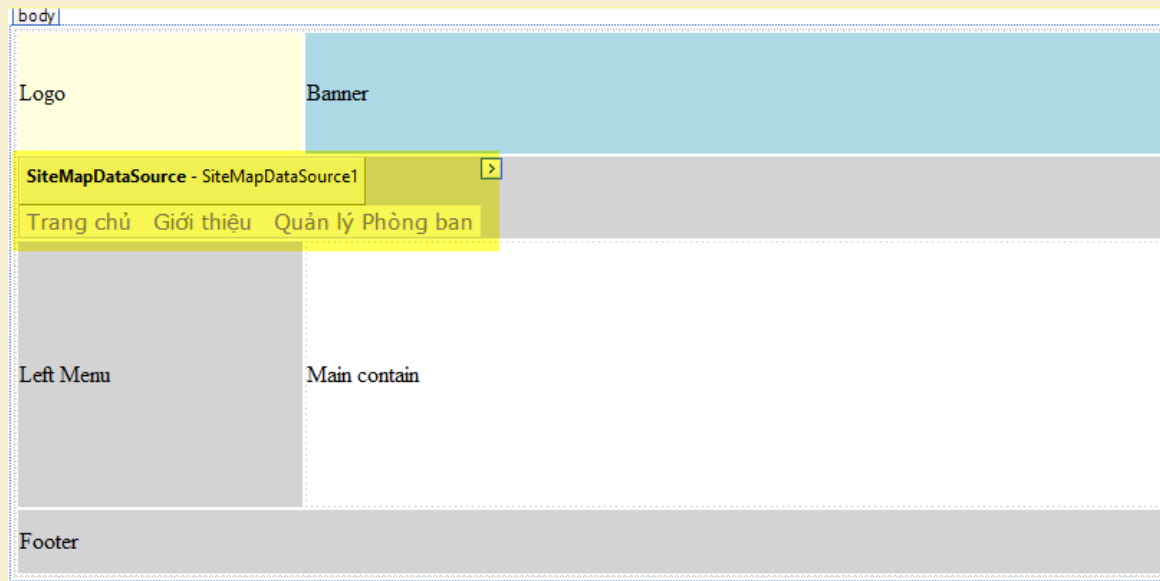 body
Logo
Banner
SiteMapDataSource - SiteMapDataSource1
Trang chủ Giới thiệu Quản lý Phòng ban
Left Menu
Main contain
Footer